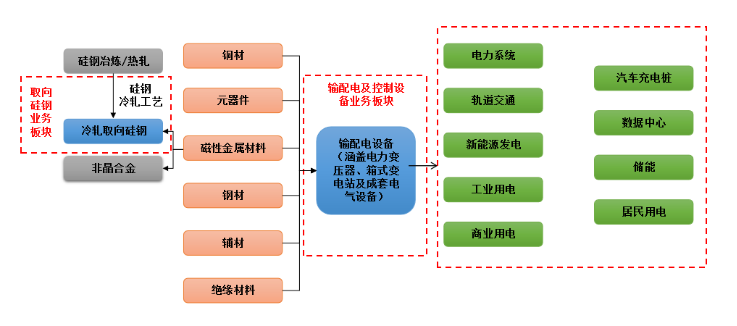 硅钢冶炼/热轧
取向
硅钢
业务
板块
硅钢
冷轧工艺
冷轧取向硅钢
非晶合金
铜材
元器件
磁性金属材料
钢材
辅材
绝缘材料
输配电及控制设
备业务板块
输配电设备
（涵盖电力变
压器、箱式变
电站及成套电
气设备）
电力系统
轨道交通
新能源发电
工业用电
商业用电
汽车充电桩
数据中心
储能
居民用电